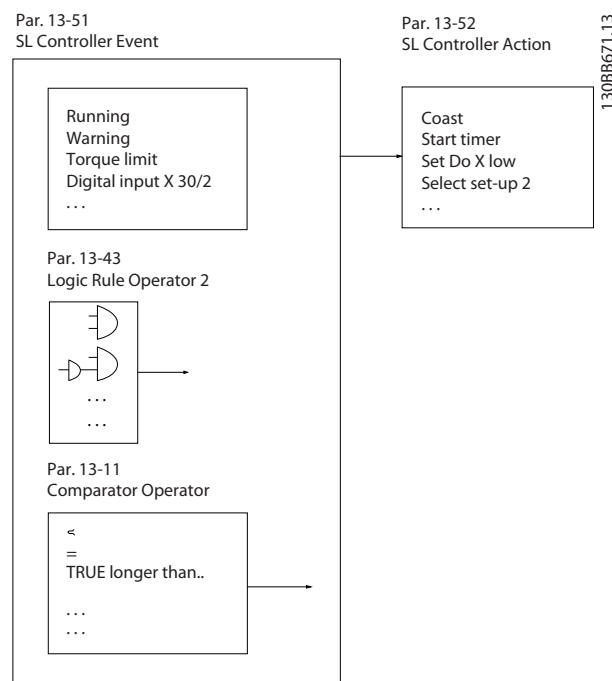 Par. 13-51
SL Controller Event
Par. 13-52
SL Controller Action
130BB671.13
Running
Warning
Torque limit
Digital input X 30/2
. . .
Coast
Start timer
Set Do X low
Select set-up 2
. . .
Par. 13-43
Logic Rule Operator 2
. . .
. . .
Par. 13-11
Comparator Operator
<
=
TRUE longer than..
. . .
. . .